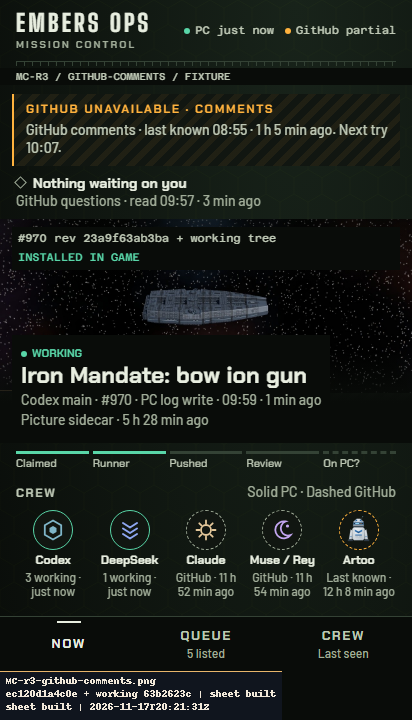 EMBERS OPS
MISSION CONTROL
PC just now
GitHub partial
MC-R3 / GITHUB-COMMENTS / FIXTURE
GITHUB UNAVAILABLE · COMMENTS
GitHub comments · last known 08:55 · 1 h 5 min ago. Next try
10:07.
Nothing waiting on you
GitHub questions · read 09:57 · 3 min ago
#970 rev 23a9f63ab3ba + working tree
INSTALLED IN GAME
WORKING
Iron Mandate: bow ion gun
Codex main · #970 · PC log write · 09:59 · 1 min ago
Picture sidecar · 5 h 28 min ago
Claimed
Runner
Pushed
Review
On PC?
CREW
Solid PC · Dashed GitHub
Codex
3 working ·
just now
DeepSeek
1 working ·
just now
Claude
GitHub · 11 h
52 min ago
Muse / Rey
GitHub · 11 h
54 min ago
Artoo
Last known ·
12 h 8 min ago
NOW
QUEUE
5 listed
CREW
Last seen
MC-r3-github-comments.png
ec120d1a4c0e + working 63b2623c | sheet built
sheet built | 2026-11-17T20:21:31Z